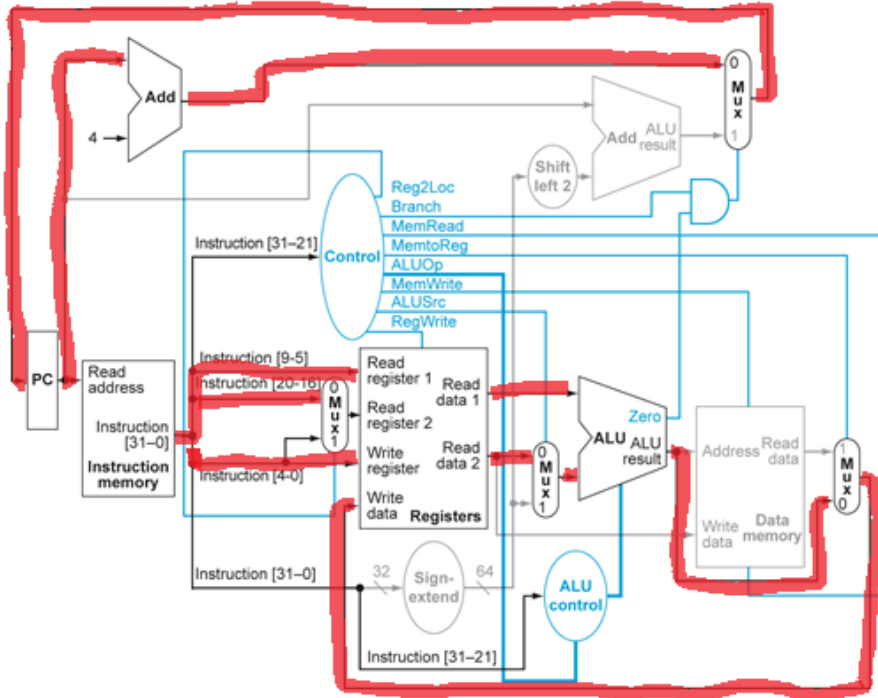 Add
4
0
Mux
1
Add
ALU
result
Shift
left 2
Reg2Loc
Branch
MemRead
MemtoReg
ALUOp
MemWrite
ALUSrc
RegWrite
Instruction [31–21]
Control
PC
Read
address
Instruction
[31–0]
Instruction
memory
Instruction [9-5]
Instruction [20-16]
0
Mux
1
Instruction [4-0]
Read
register 1
Read
register 2
Write
register
Write
data
Read
data 1
Read
data 2
Registers
0
Mux
1
Zero
ALU
ALU
result
Address
Read
data
Write
data
Data
memory
1
Mux
0
Instruction [31–0]
32
Sign-
extend
64
ALU
control
Instruction [31–21]